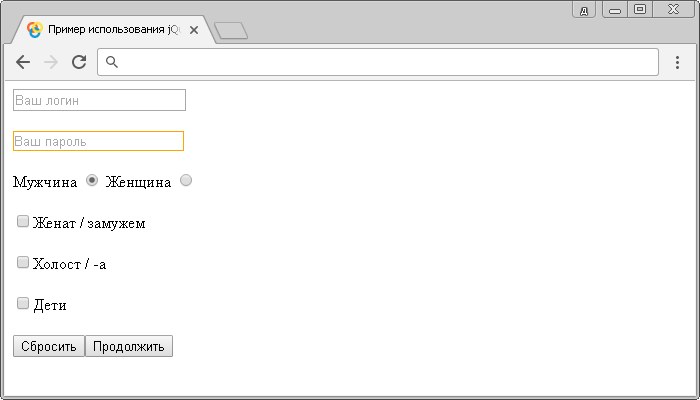 д
Пример использования jQ
Ваш логин
Ваш пароль
Мужчина Женщина
Женат / замужем
Холост / -а
Дети
Сбросить Продолжить